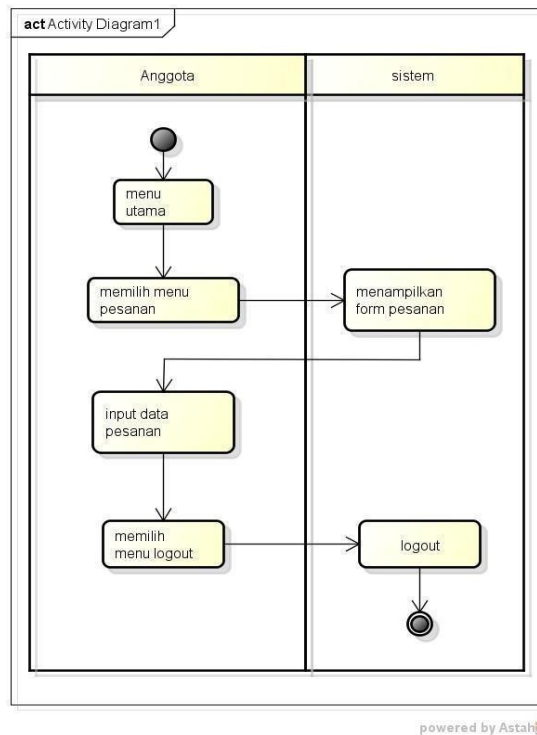 act Activity Diagram1
Anggota
sistem
menu
utama
memilih menu
pesanan
menampilkan
form pesanan
input data
pesanan
memilih
menu logout
logout
powered by Astah